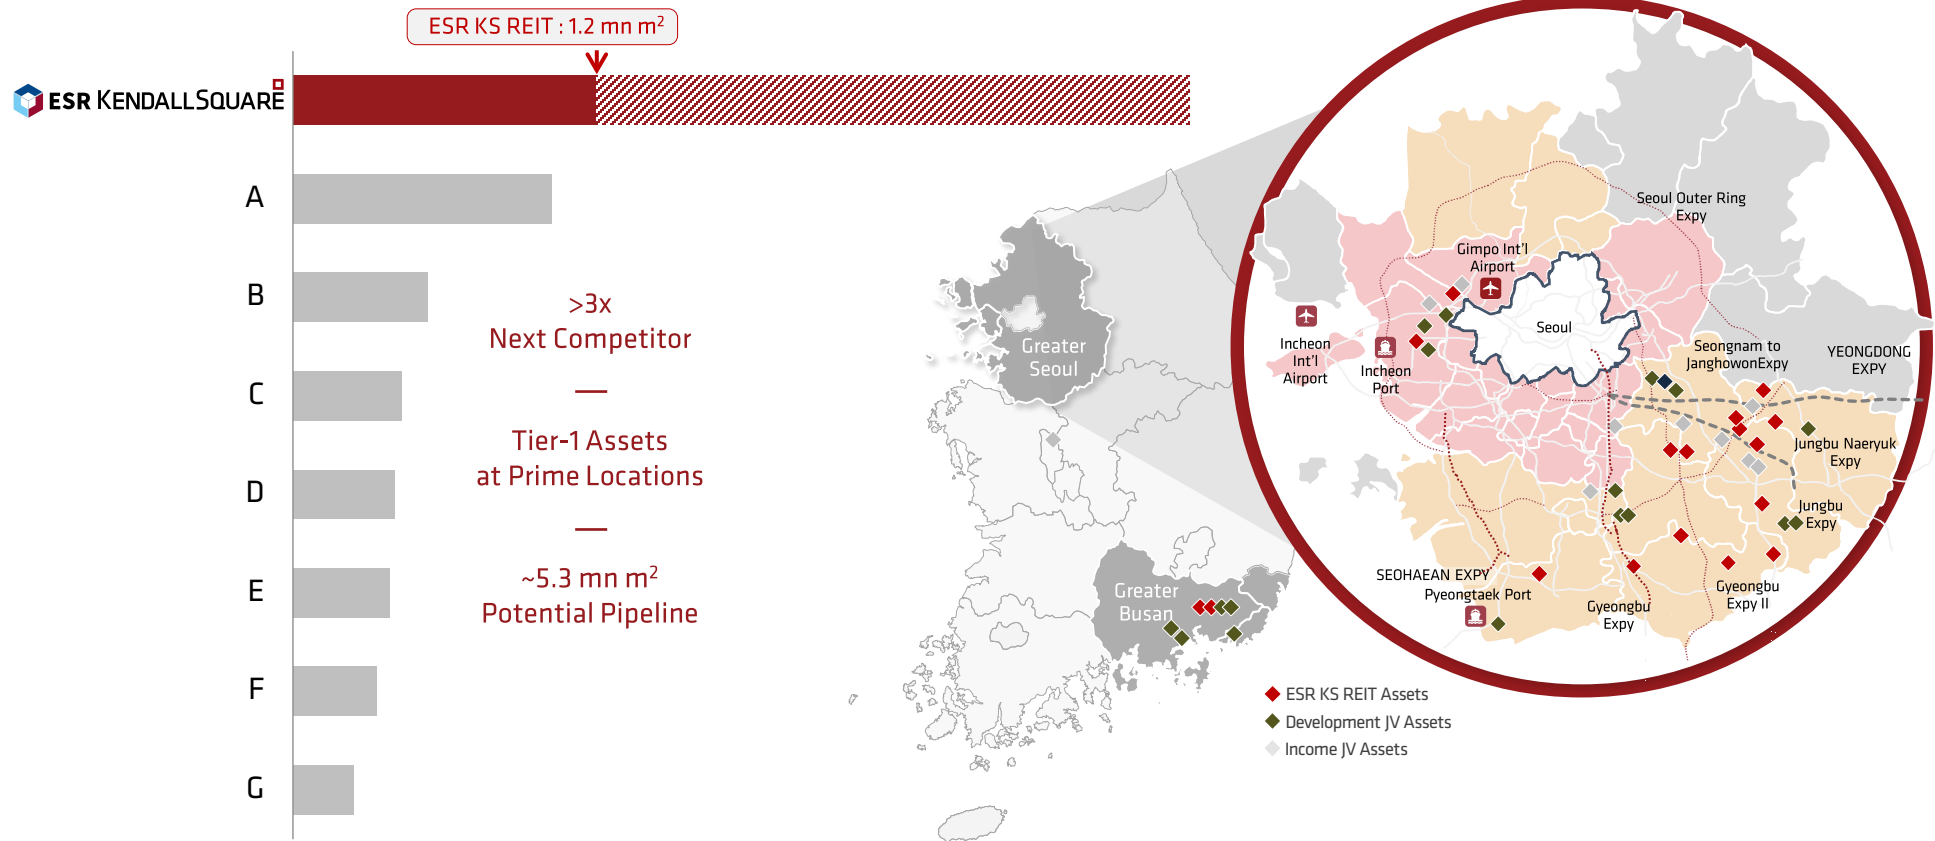 ESR KS REIT : 1.2 mn m²
ESR KENDALL SQUARE
A
B
C
D
E
F
G
>3x
Next Competitor
Tier-1 Assets
at Prime Locations
~5.3 mn m²
Potential Pipeline
Greater
Seoul
Greater
Busan
Seoul Outer Ring
Expy
Gimpo Int'l
Airport
Incheon
Int'l
Airport
Incheon
Port
Seoul
Seongnam to
JanghowonExpy
YEONGDONG
EXPY
Jungbu Naeryuk
Expy
Jungbu
Expy
SEOHAEAN EXPY
Pyeongtaek Port
Gyeongbu
Expy
Gyeongbu
Expy II
ESR KS REIT Assets
Development JV Assets
Income JV Assets